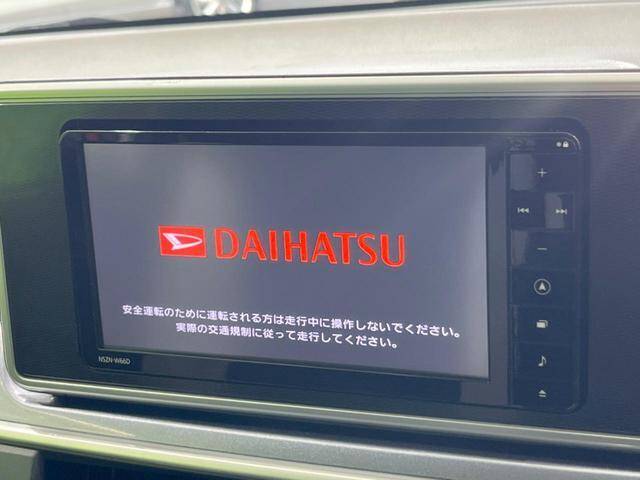 DAIHATSU
安全運転のために運転される方は走行中に操作しないでください。
実際の交通規制に従って走行してください。
NSZN-W66D